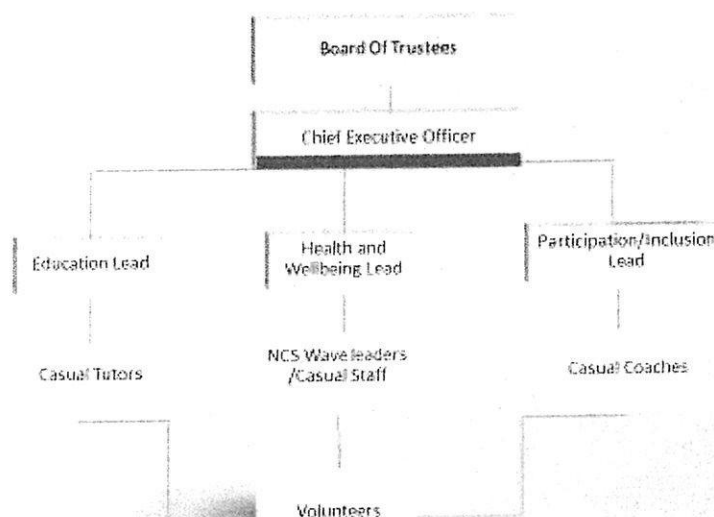 Board Of Trustees
Chief Executive Officer
Education Lead
Health and
Wellbeing Lead
Participation/Inclusion
Lead
Casual Tutors
NCS Wave leaders
/Casual Staff
Casual Coaches
Volunteers